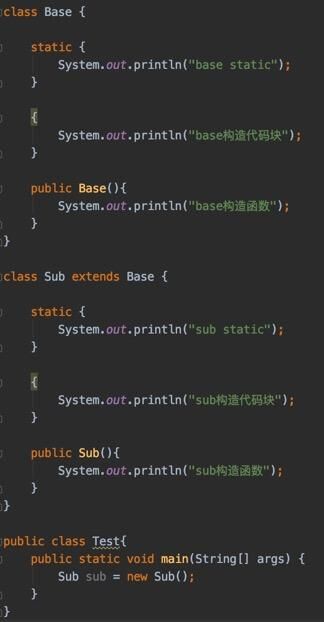 class Base {
static {
System.out.println("base static");
}
{
System.out.println("base构造代码块");
}
public Base(){
System.out.println("base构造函数");
}
}
class Sub extends Base {
static {
System.out.println("sub static");
}
{
System.out.println("sub构造代码块");
}
public Sub(){
System.out.println("sub构造函数");
}
}
public class Test{
public static void main(String[] args) {
Sub sub = new Sub();
}
}